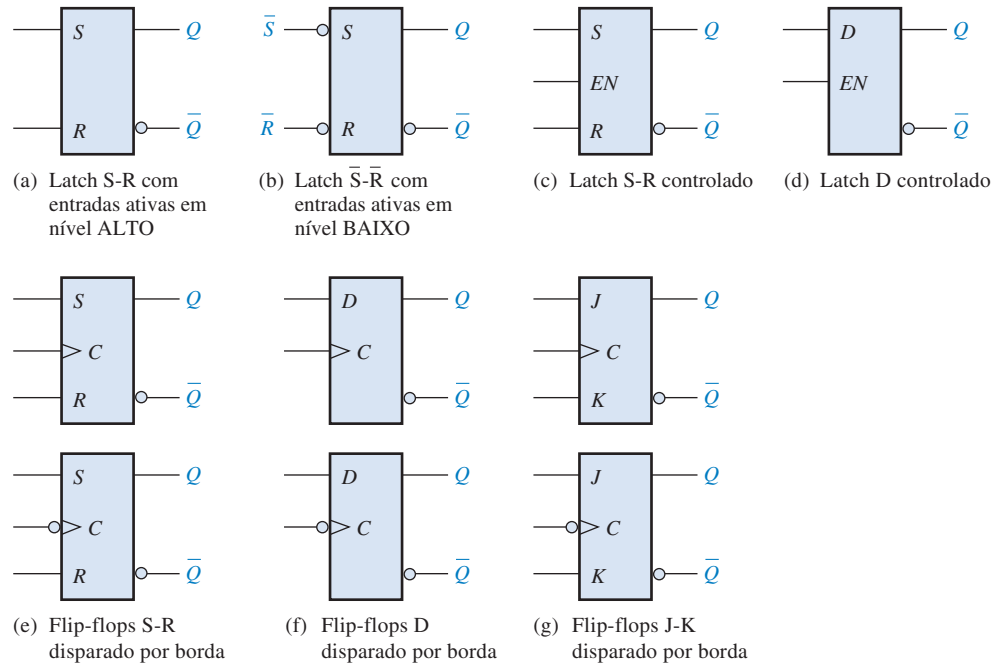 S Q
R Q̅
S̅ S Q
R̅ R Q̅
S Q
EN
R Q̅
D Q
EN
Q̅
(a) Latch S-R com
entradas ativas em
nível ALTO
(b) Latch S̅-R̅ com
entradas ativas em
nível BAIXO
(c) Latch S-R controlado
(d) Latch D controlado
S Q
C
R Q̅
D Q
C
Q̅
J Q
C
K Q̅
S Q
C
R Q̅
D Q
C
Q̅
J Q
C
K Q̅
(e) Flip-flops S-R
disparado por borda
(f) Flip-flops D
disparado por borda
(g) Flip-flops J-K
disparado por borda